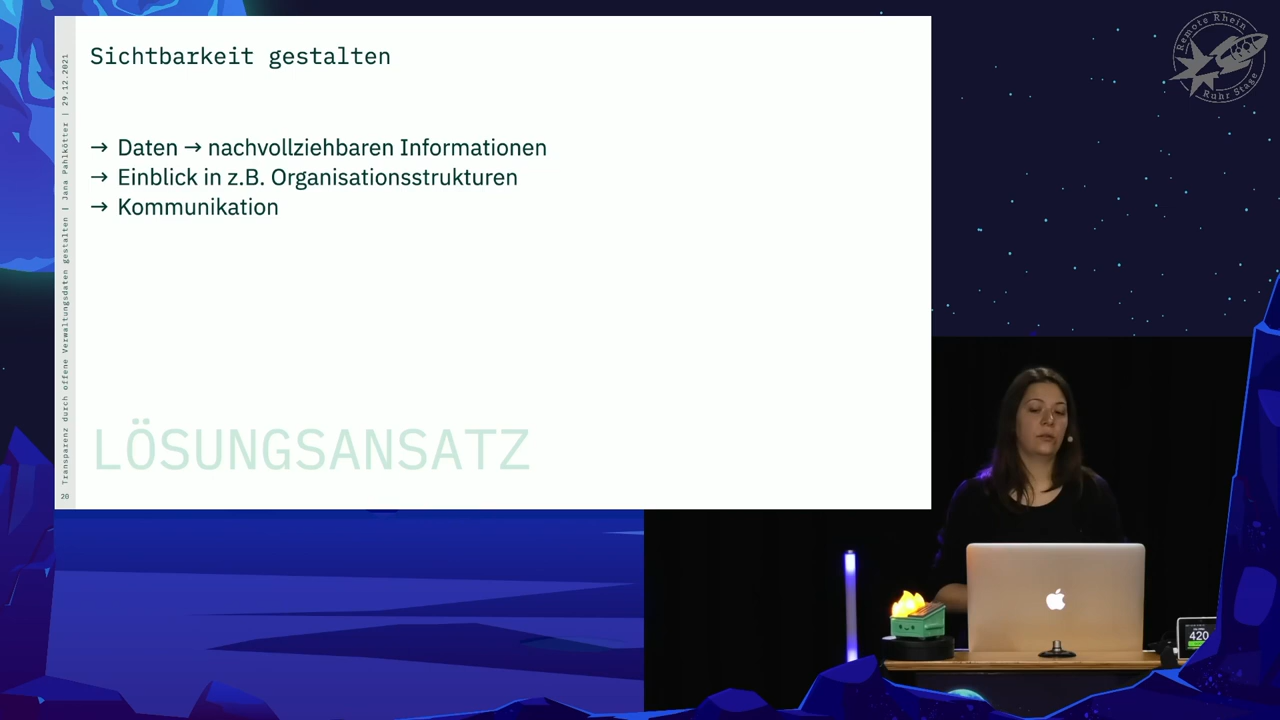 Sichtbarkeit gestalten
→ Daten → nachvollziehbaren Informationen
→ Einblick in z.B. Organisationsstrukturen
→ Kommunikation
LÖSUNGSANSATZ
20
Transparenz durch offene Verwaltungsdaten gestalten | Jana Pahlkötter | 29.12.2021
Remote Rhein
Ruhr Stage
420